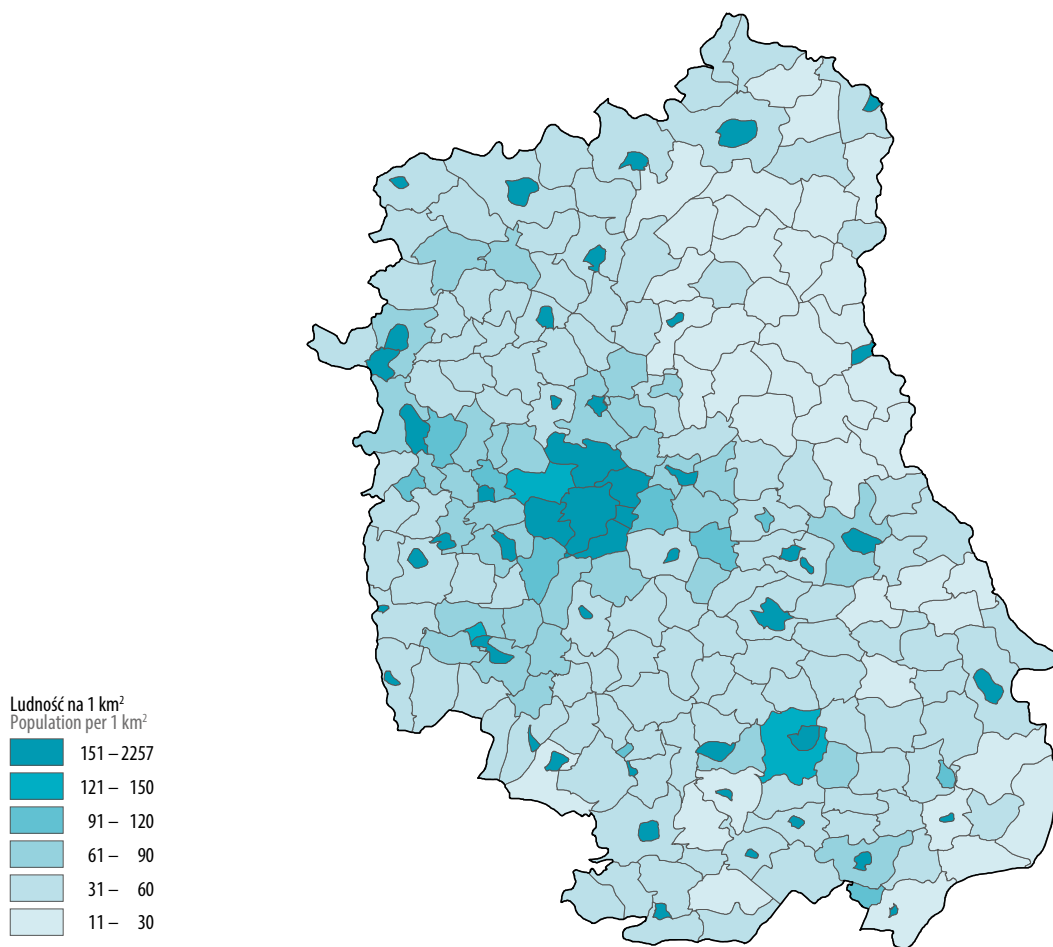 Ludność na 1 km²
Population per 1 km²
151 – 2257
121 – 150
91 – 120
61 – 90
31 – 60
11 – 30